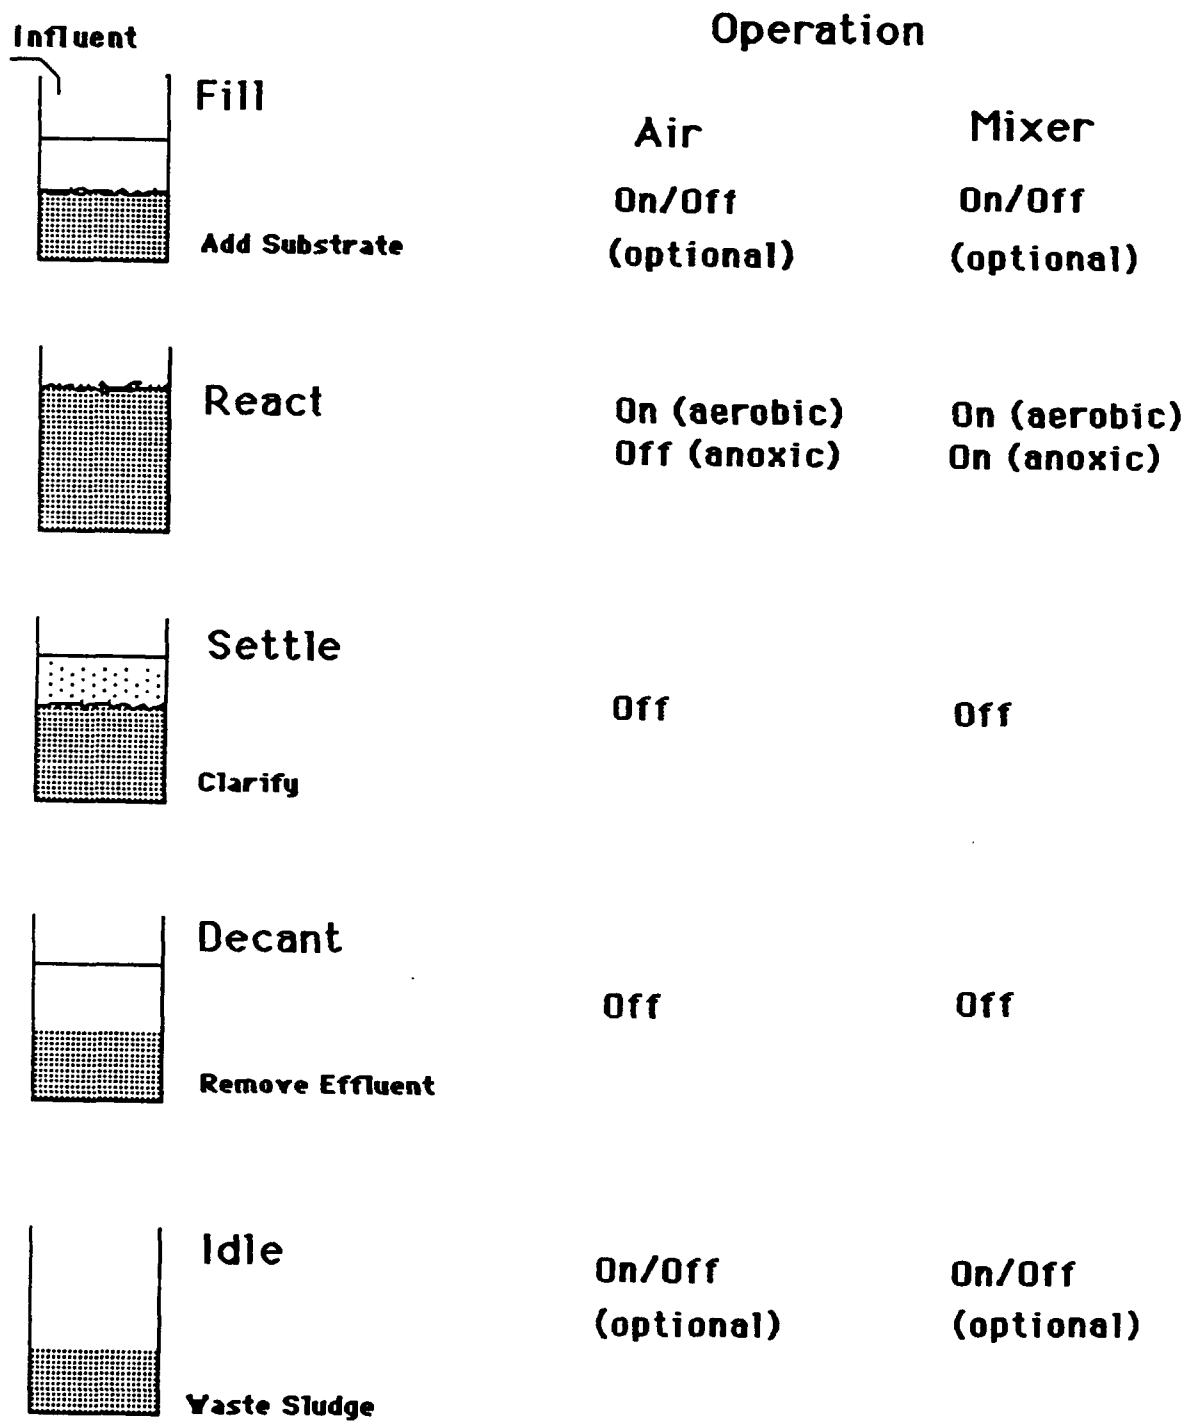 Influent
Operation
Fill
Air
Mixer
On/Off
On/Off
Add Substrate
(optional)
(optional)
React
On (aerobic)
On (aerobic)
Off (anoxic)
On (anoxic)
Settle
Off
Off
Clarify
Decant
Off
Off
Remove Effluent
Idle
On/Off
On/Off
(optional)
(optional)
Waste Sludge